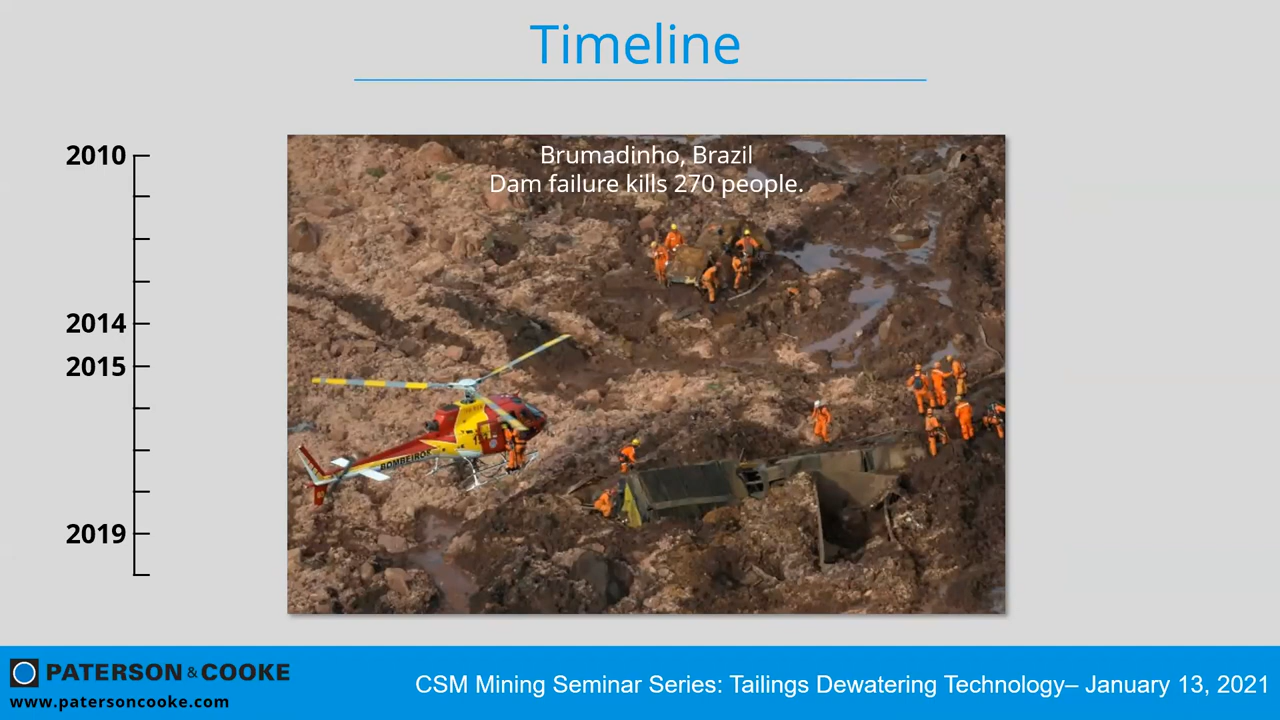 Timeline
2010
2014
2015
2019
Brumadinho, Brazil
Dam failure kills 270 people.
BOMBEIROS
PATERSON & COOKE
www.patersoncooke.com
CSM Mining Seminar Series: Tailings Dewatering Technology– January 13, 2021